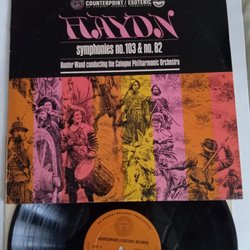 COUNTERPOINT / ESOTERIC
HAYDN
symphonies no. 103 & no. 82
Gunter Wand conducting the Cologne Philharmonic Orchestra
COUNTERPOINT/ESOTERIC RECORDS